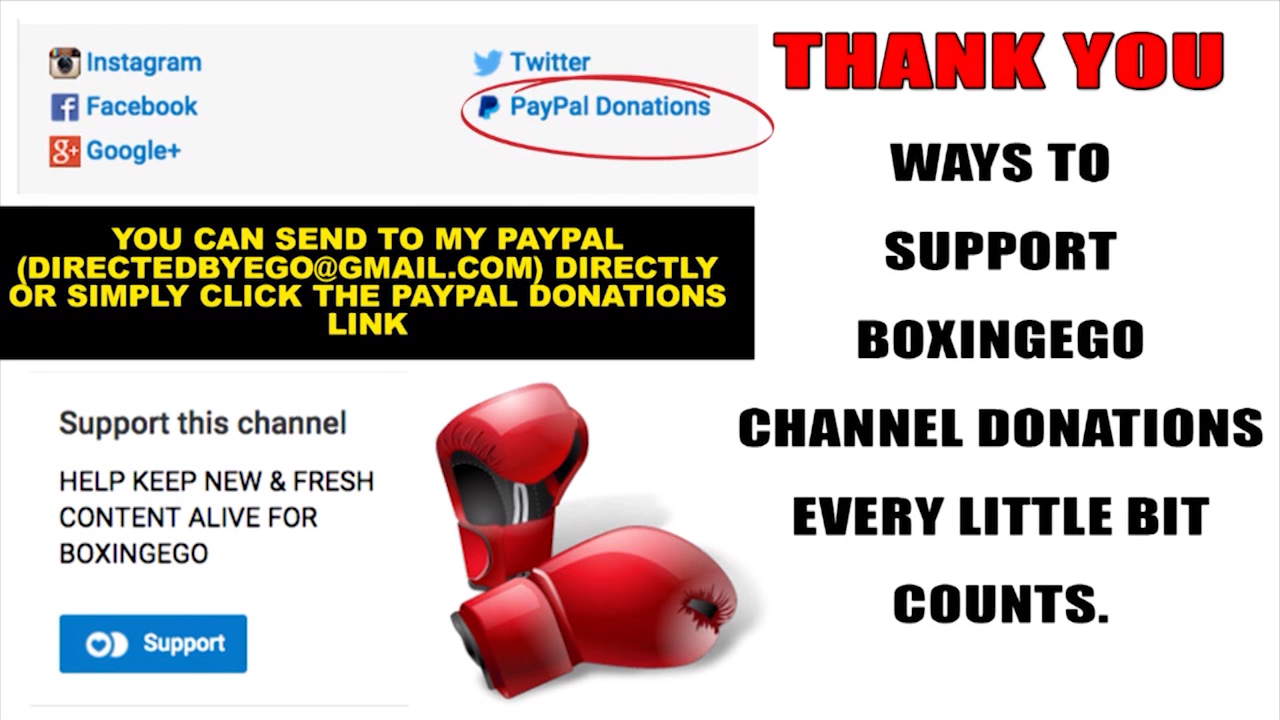 Instagram
Twitter
Facebook
PayPal Donations
Google+
YOU CAN SEND TO MY PAYPAL
(DIRECTEDBYEGO@GMAIL.COM) DIRECTLY
OR SIMPLY CLICK THE PAYPAL DONATIONS
LINK
Support this channel
HELP KEEP NEW & FRESH
CONTENT ALIVE FOR
BOXINGEGO
Support
THANK YOU
WAYS TO
SUPPORT
BOXINGEGO
CHANNEL DONATIONS
EVERY LITTLE BIT
COUNTS.